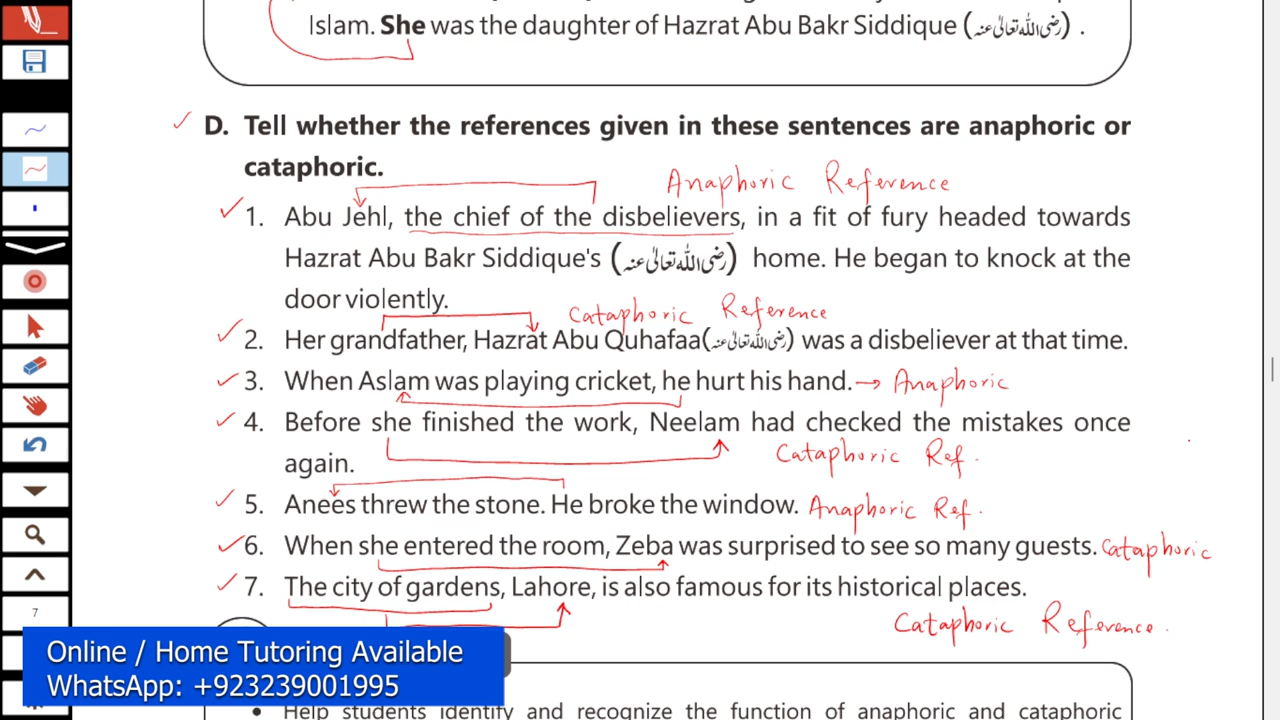 Islam. She was the daughter of Hazrat Abu Bakr Siddique (رضی اللہ تعالیٰ عنہ) .
D. Tell whether the references given in these sentences are anaphoric or
cataphoric.
Anaphoric Reference
1. Abu Jehl, the chief of the disbelievers, in a fit of fury headed towards
Hazrat Abu Bakr Siddique's (رضی اللہ تعالیٰ عنہ) home. He began to knock at the
door violently.
Cataphoric Reference
2. Her grandfather, Hazrat Abu Quhafaa(رضی اللہ تعالیٰ عنہ) was a disbeliever at that time.
3. When Aslam was playing cricket, he hurt his hand. → Anaphoric
4. Before she finished the work, Neelam had checked the mistakes once
again.
Cataphoric Ref.
5. Anees threw the stone. He broke the window. Anaphoric Ref.
6. When she entered the room, Zeba was surprised to see so many guests. Cataphoric
7. The city of gardens, Lahore, is also famous for its historical places.
Cataphoric Reference.
7
Online / Home Tutoring Available
WhatsApp: +923239001995
• Help students identify and recognize the function of anaphoric and cataphoric